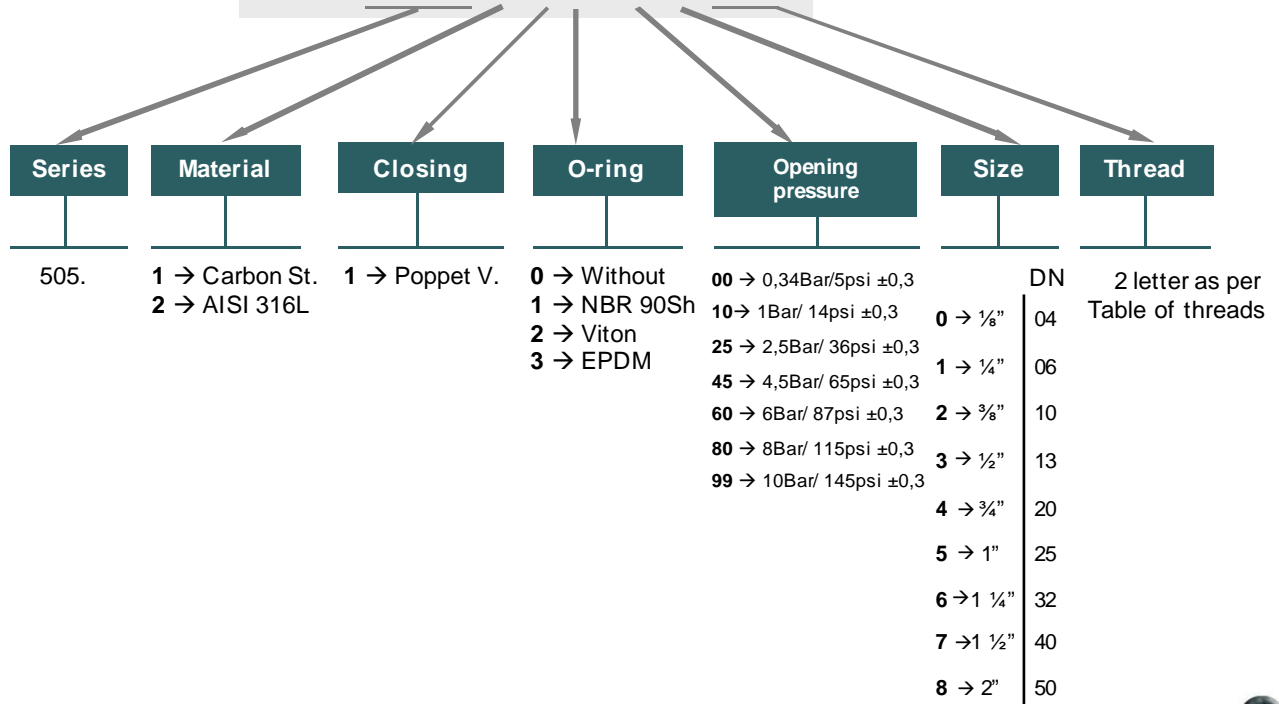 Series
Material
Closing
O-ring
Opening
pressure
Size
Thread
505.
1 → Carbon St.
2 → AISI 316L
1 → Poppet V.
0 → Without
1 → NBR 90Sh
2 → Viton
3 → EPDM
00 → 0,34Bar/5psi ±0,3
10→ 1Bar/ 14psi ±0,3
25 → 2,5Bar/ 36psi ±0,3
45 → 4,5Bar/ 65psi ±0,3
60 → 6Bar/ 87psi ±0,3
80 → 8Bar/ 115psi ±0,3
99 → 10Bar/ 145psi ±0,3
DN
0 → ⅛” 04
1 → ¼” 06
2 → ⅜” 10
3 → ½” 13
4 → ¾” 20
5 → 1” 25
6 →1 ¼” 32
7 →1 ½” 40
8 → 2” 50
2 letter as per
Table of threads